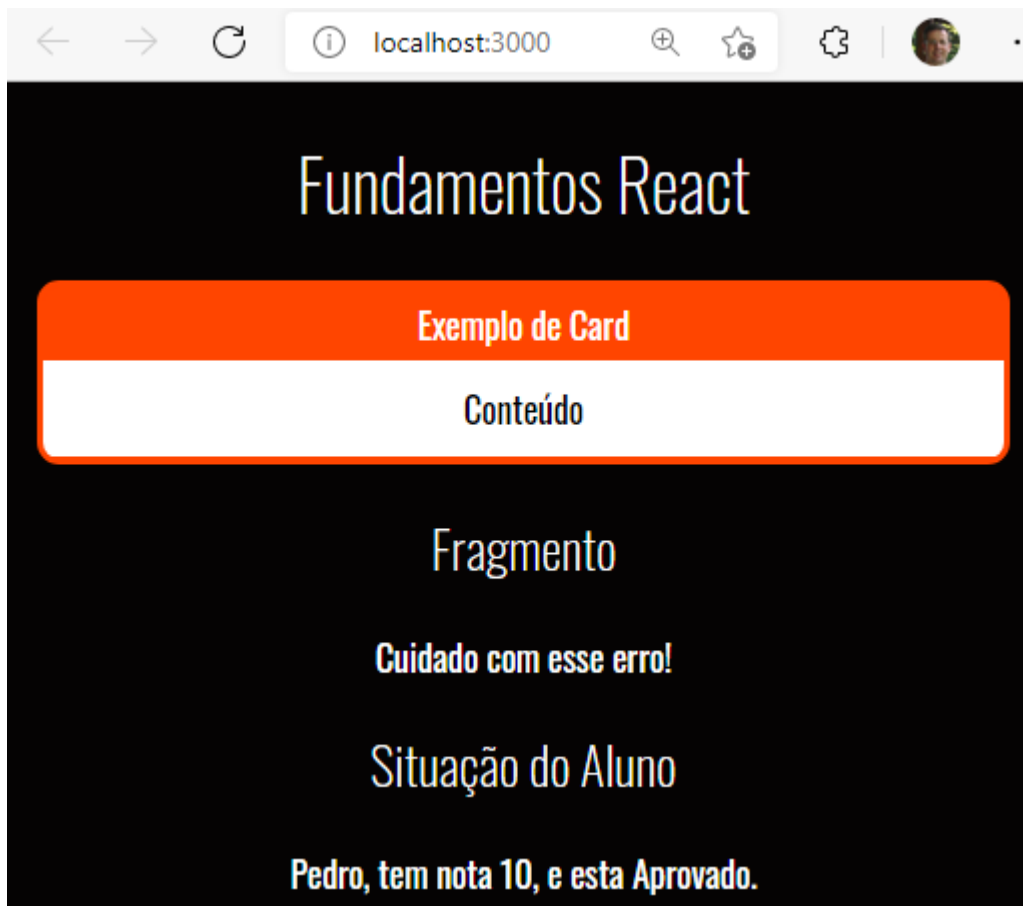 localhost:3000
Fundamentos React
Exemplo de Card
Conteúdo
Fragmento
Cuidado com esse erro!
Situação do Aluno
Pedro, tem nota 10, e esta Aprovado.